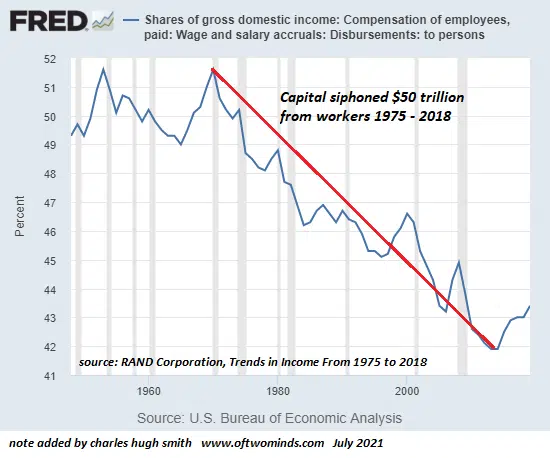 FRED
Shares of gross domestic income: Compensation of employees,
paid: Wage and salary accruals: Disbursements: to persons
52
51
50
49
48
47
46
45
44
43
42
41
Percent
Capital siphoned $50 trillion
from workers 1975 - 2018
source: RAND Corporation, Trends in Income From 1975 to 2018
1960
1980
2000
Source: U.S. Bureau of Economic Analysis
note added by charles hugh smith www.oftwominds.com July 2021